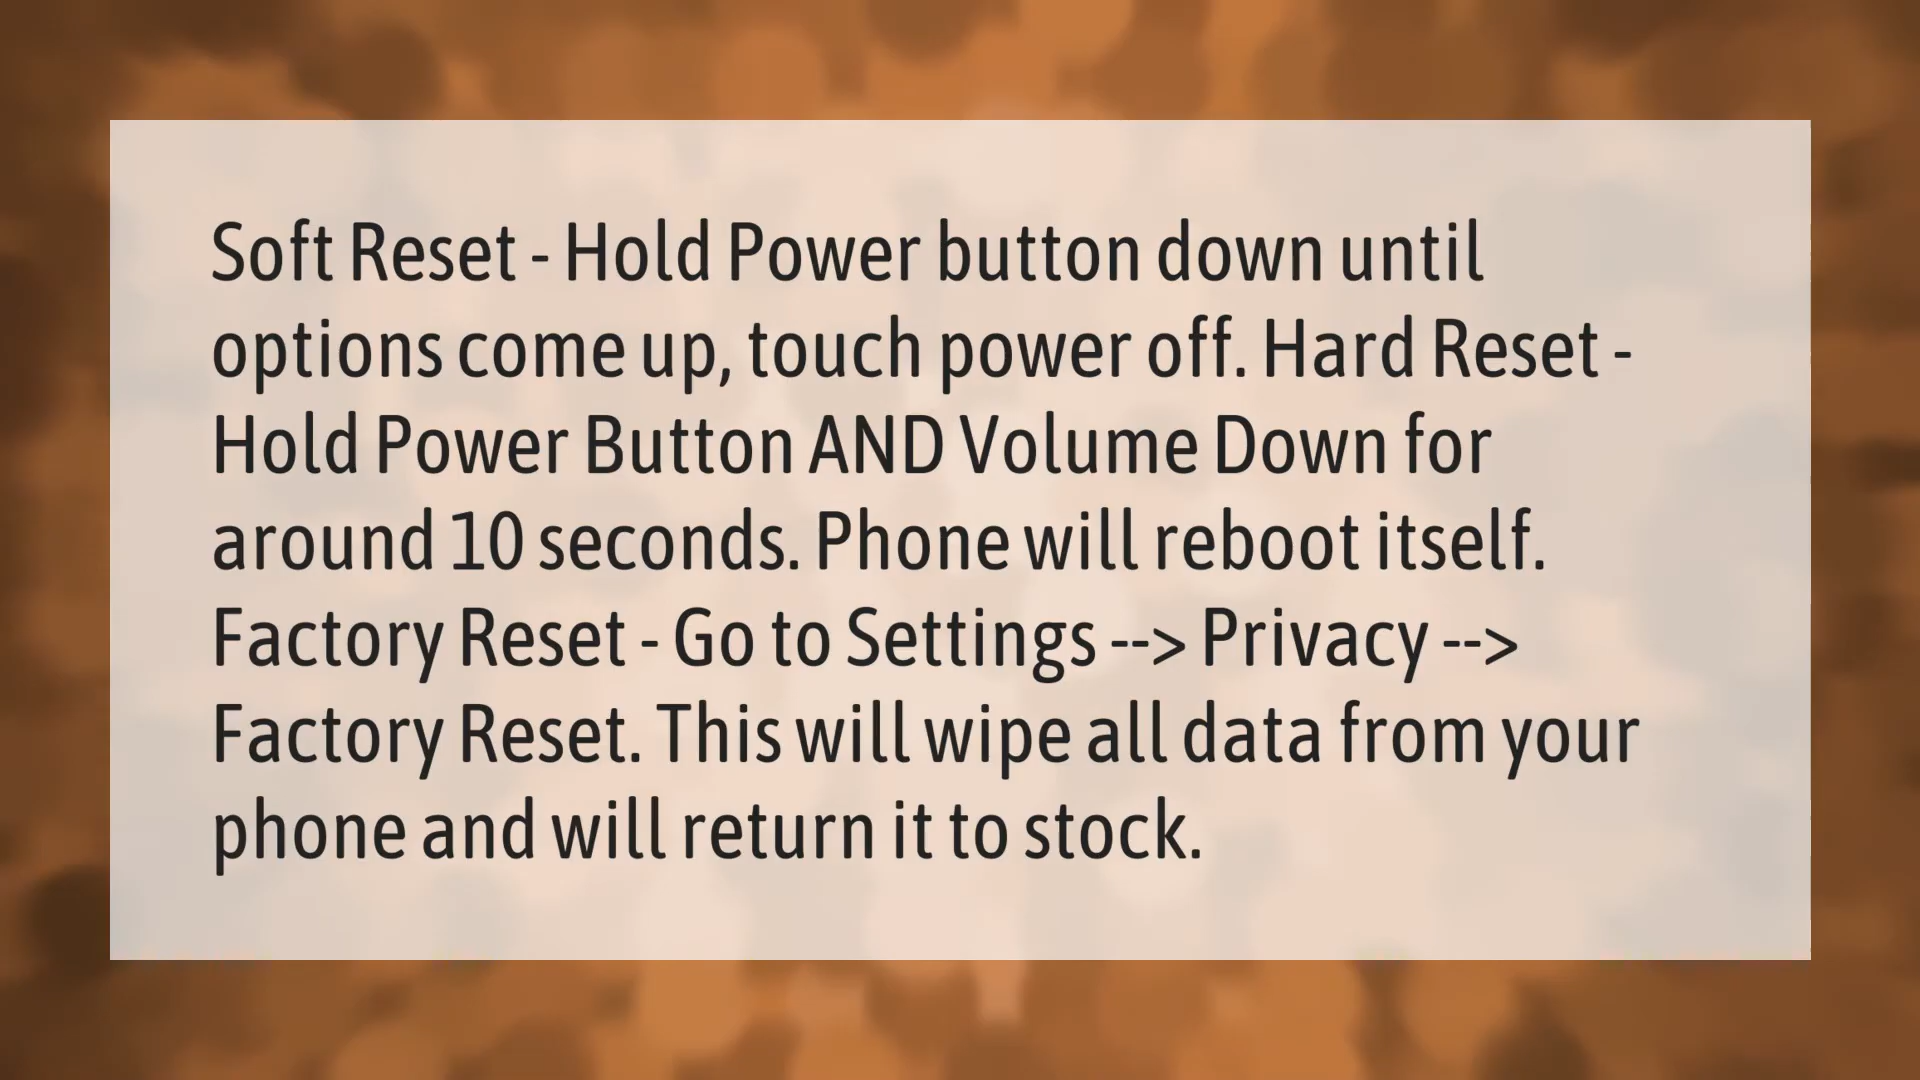 Soft Reset - Hold Power button down until
options come up, touch power off. Hard Reset -
Hold Power Button AND Volume Down for
around 10 seconds. Phone will reboot itself.
Factory Reset - Go to Settings --> Privacy -->
Factory Reset. This will wipe all data from your
phone and will return it to stock.